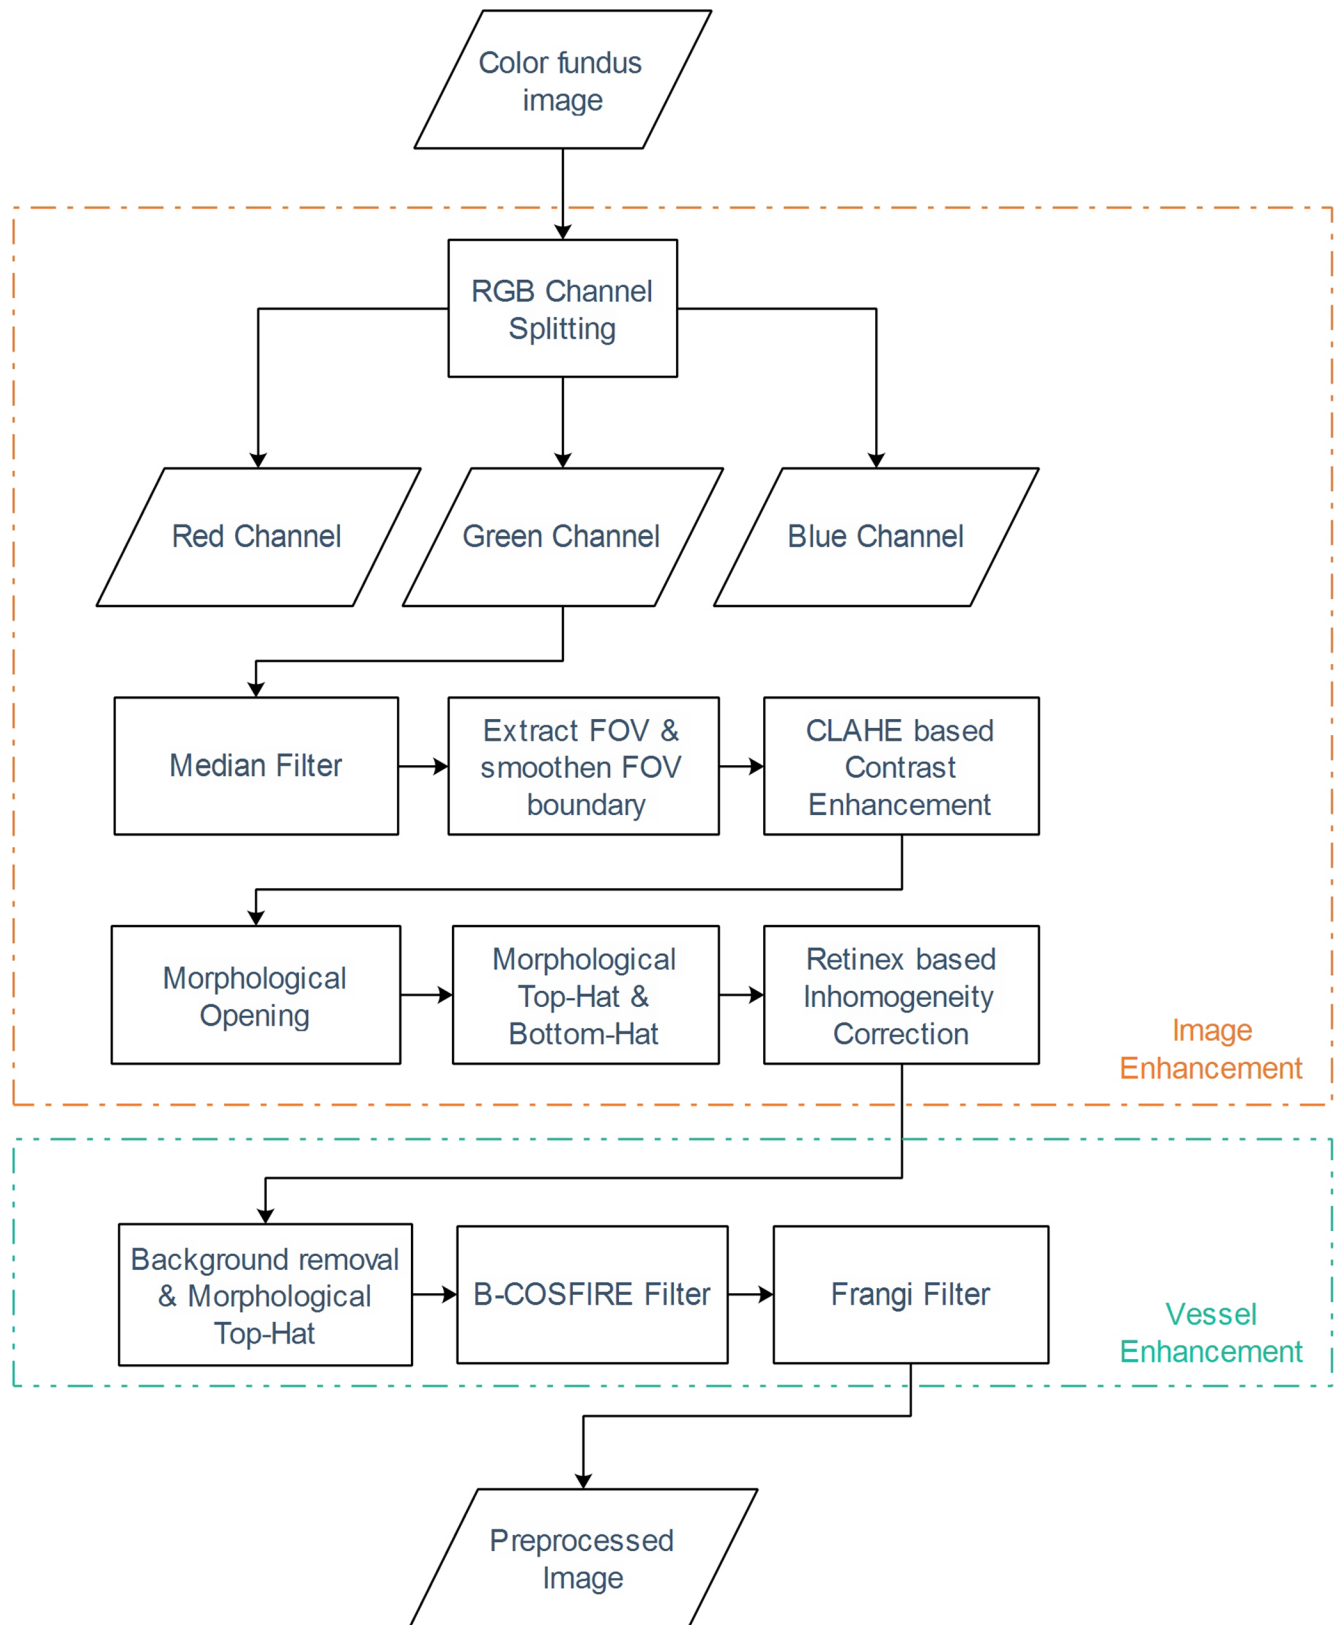 Color fundus
image
RGB Channel
Splitting
Red Channel
Green Channel
Blue Channel
Median Filter
Extract FOV &
smoothen FOV
boundary
CLAHE based
Contrast
Enhancement
Morphological
Opening
Morphological
Top-Hat &
Bottom-Hat
Retinex based
Inhomogeneity
Correction
Image
Enhancement
Background removal
& Morphological
Top-Hat
B-COSFIRE Filter
Frangi Filter
Vessel
Enhancement
Preprocessed
Image